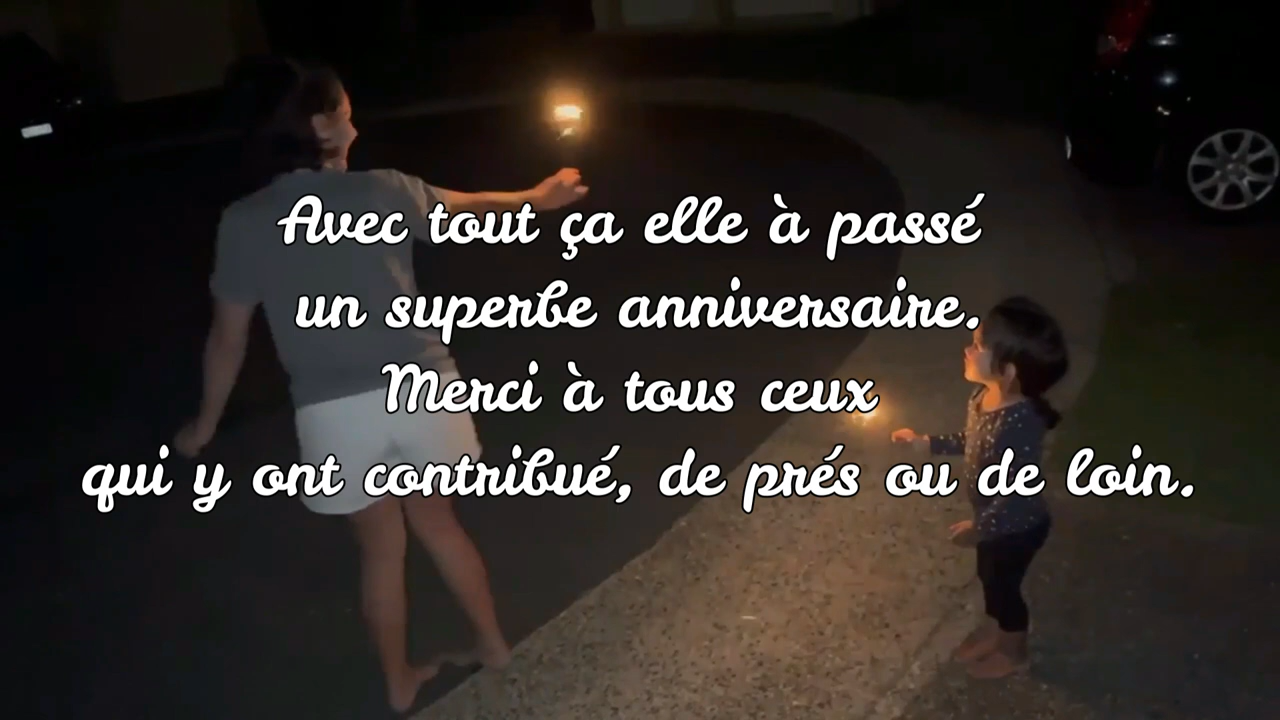 Avec tout ça elle à passé
un superbe anniversaire.
Merci à tous ceux
qui y ont contribué, de prés ou de loin.